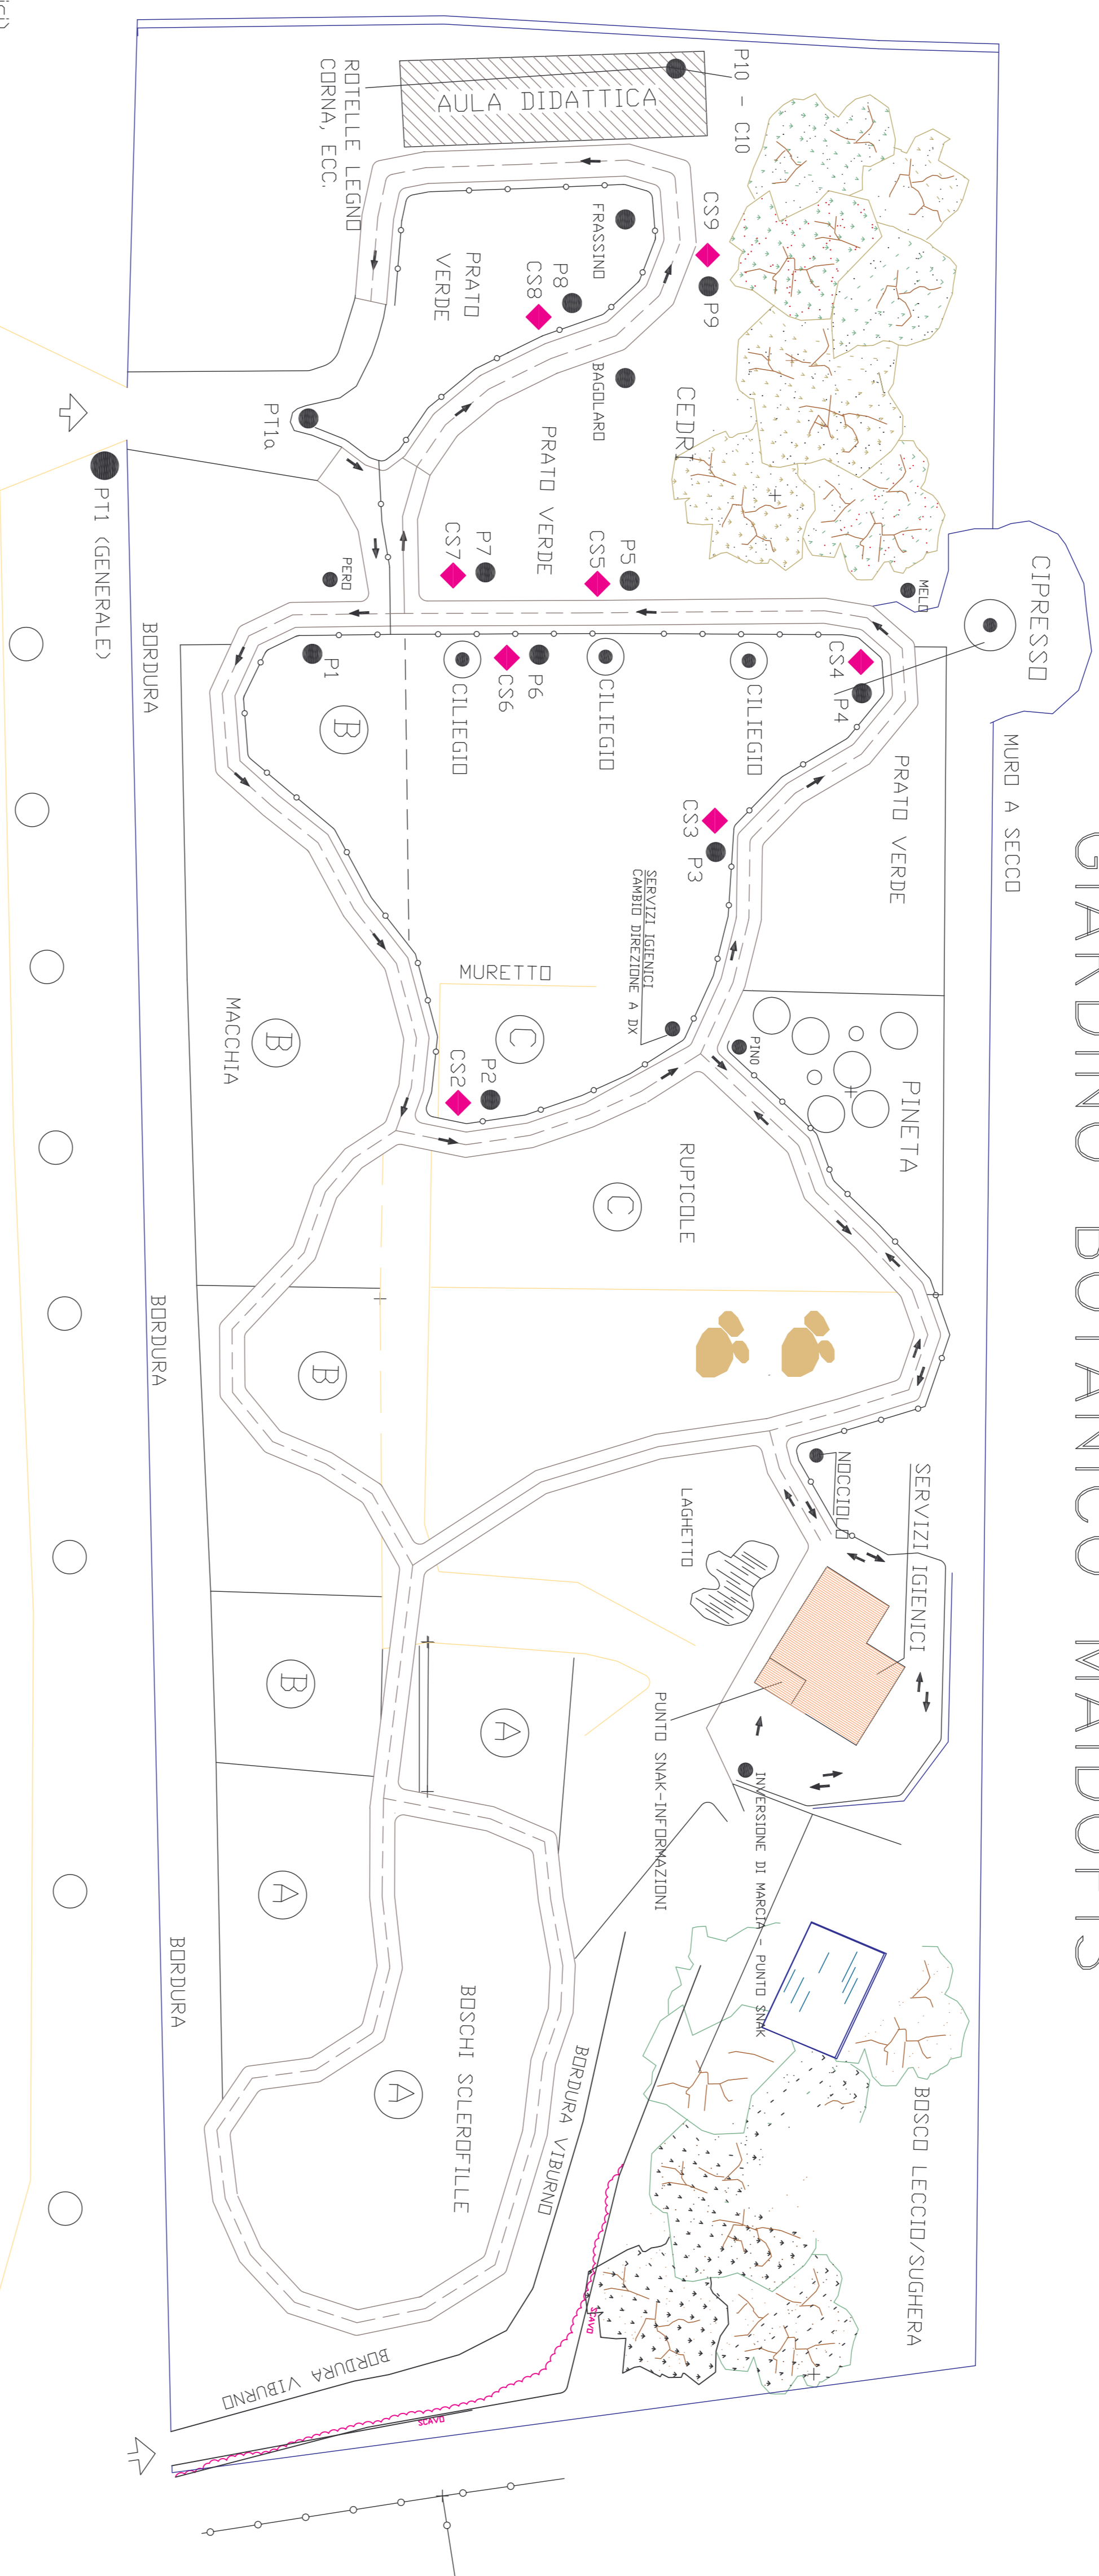 GIARDINO BOTANICO MAIDOPIS
CIPRESSO
MURO A SECCO
MELO
PRATO VERDE
PINETA
SERVIZI IGIENICI
BOSCO LECCIO/SUGHERA
P10 - C10
CS9
P9
CEDRI
CS4
P4
CS3
P3
PINO
NOCCIOLO
CILIEGIO
SERVIZI IGIENICI
CAMBIO DIREZIONE A DX
RUPICOLE
LAGHETTO
INVERSIONE DI MARCIA - PUNTO SNAK
PUNTO SNAK-INFORMAZIONI
AULA DIDATTICA
FRASSINO
BAGOLARO
P8
CS8
PRATO VERDE
P5
CS5
CILIEGIO
P6
CS6
P7
CS7
CILIEGIO
MURETTO
C
C
P2
CS2
A
BORDURA VIBURNO
SCAVO
ROTELLE LEGNO
CORNA, ECC.
PRATO
VERDE
PT1a
PERO
P1
B
B
MACCHIA
B
B
A
A
BOSCHI SCLEROFILLE
BORDURA VIBURNO
SCAVO
PT1 (GENERALE)
BORDURA
BORDURA
BORDURA